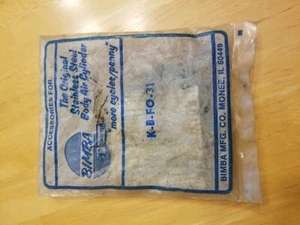 ACCESSORIES FOR
The Original
Stainless Steel
Body Air Cylinder
"more cycles/penny"
BIMBA
K-B-FO-31
BIMBA MFG. CO. MONEE, IL 60449